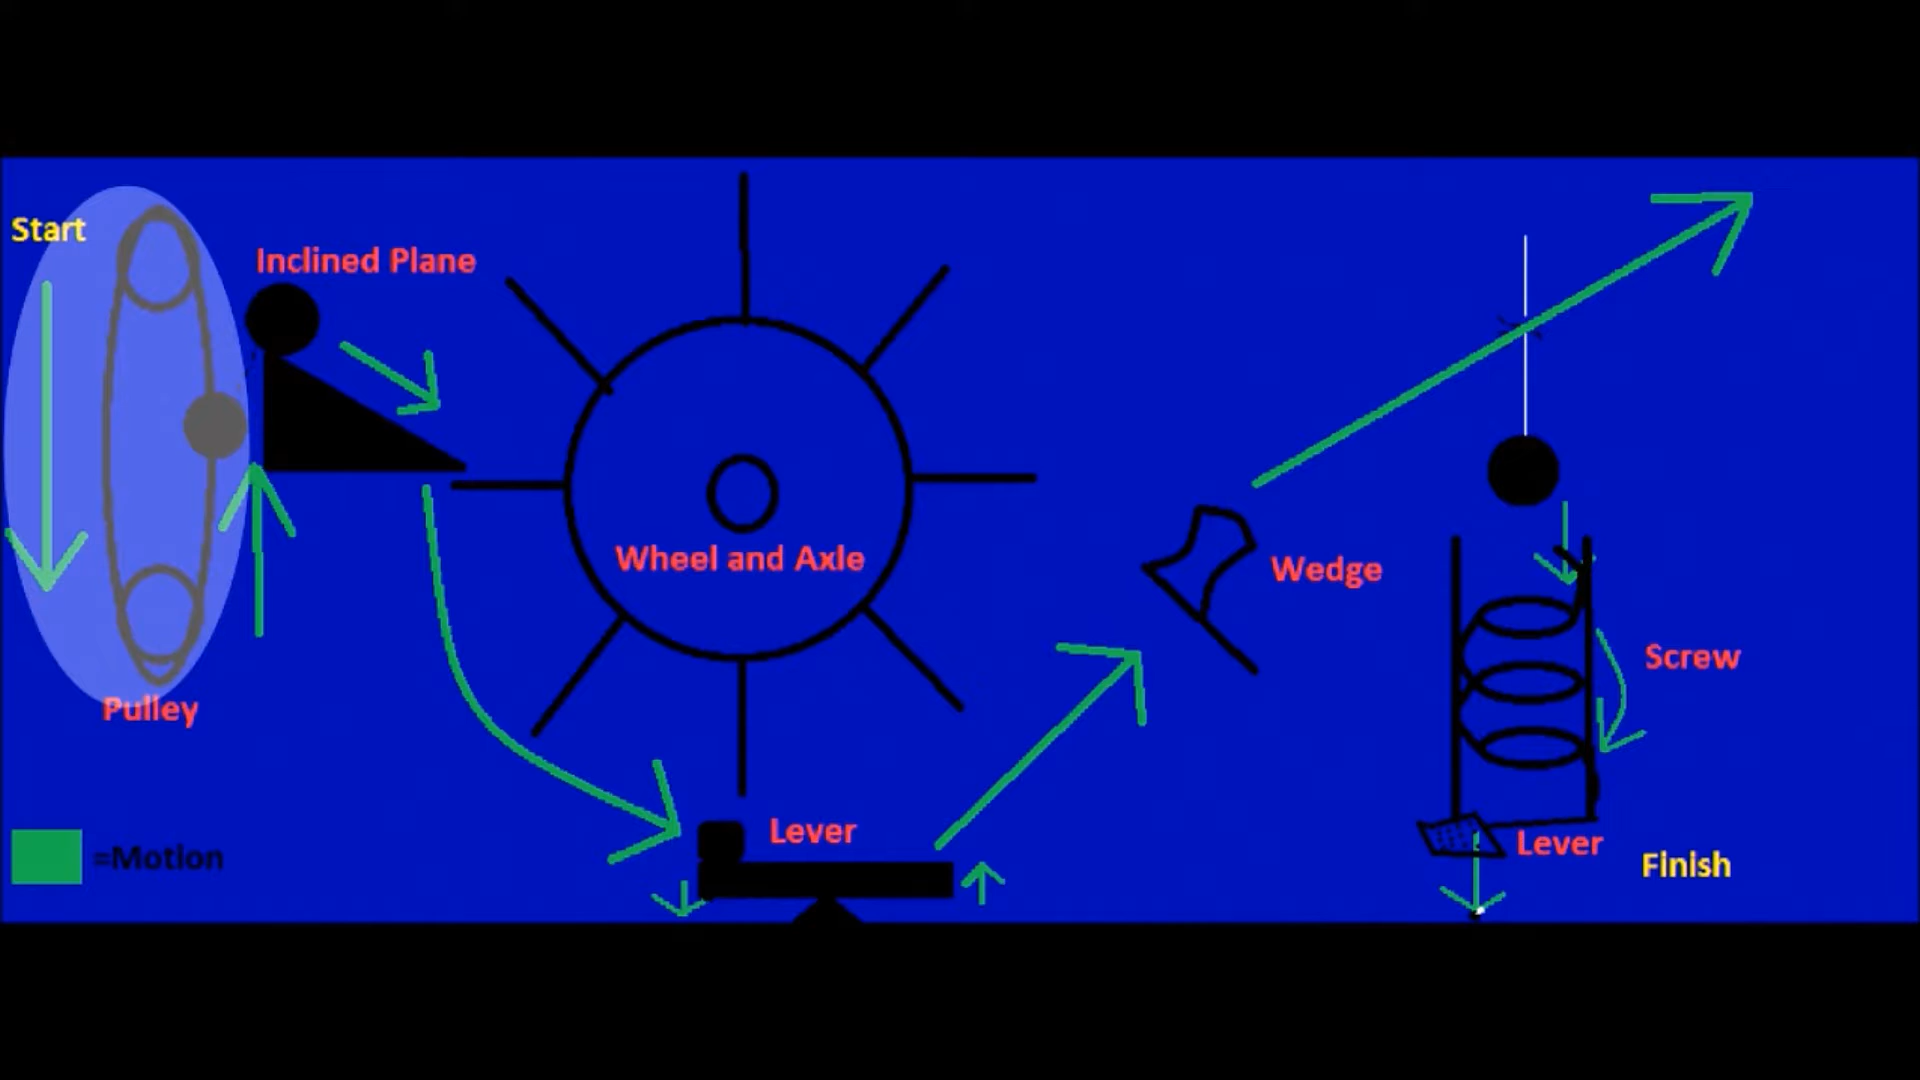 Start
Inclined Plane
Wheel and Axle
Wedge
Screw
Pulley
Lever
Lever
=Motion
Finish